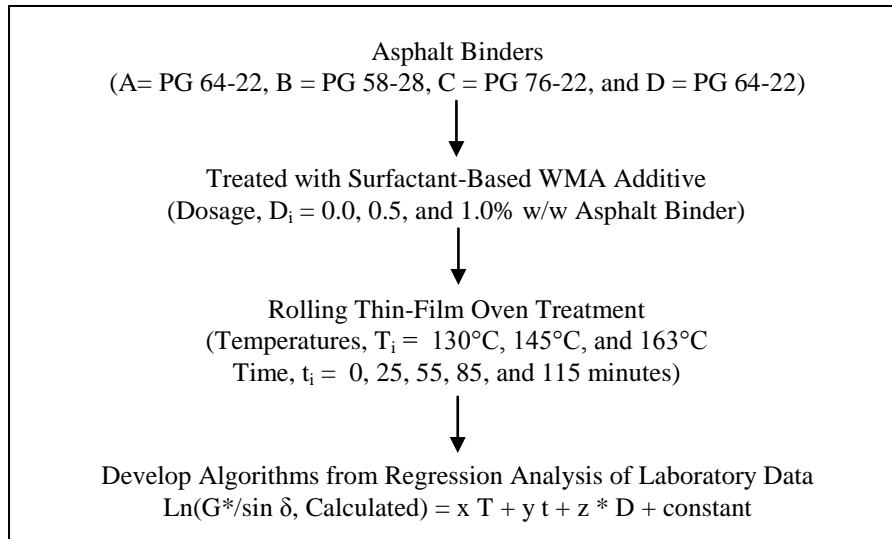 Asphalt Binders
(A= PG 64-22, B = PG 58-28, C = PG 76-22, and D = PG 64-22)
Treated with Surfactant-Based WMA Additive
(Dosage, Di = 0.0, 0.5, and 1.0% w/w Asphalt Binder)
Rolling Thin-Film Oven Treatment
(Temperatures, Ti = 130°C, 145°C, and 163°C
Time, ti = 0, 25, 55, 85, and 115 minutes)
Develop Algorithms from Regression Analysis of Laboratory Data
Ln(G*/sin δ, Calculated) = x T + y t + z * D + constant